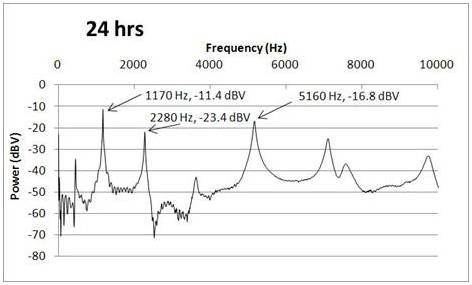 24 hrs
Frequency (Hz)
0 2000 4000 6000 8000 10000
0
-10
-20
-30
-40
-50
-60
-70
-80
Power (dBV)
1170 Hz, -11.4 dBV
5160 Hz, -16.8 dBV
2280 Hz, -23.4 dBV